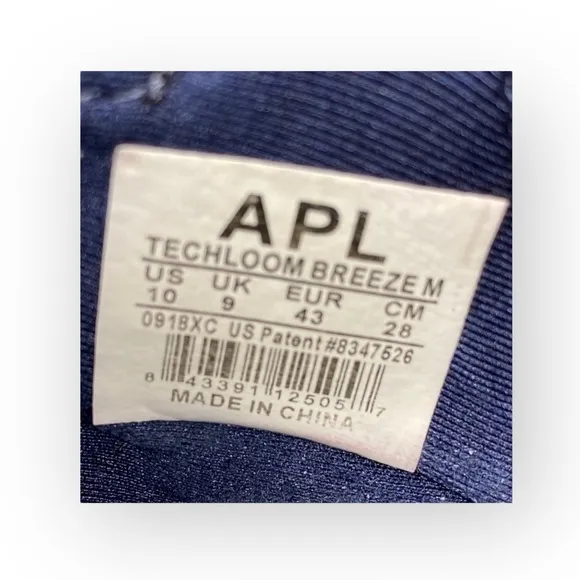 APL
TECHLOOM BREEZE M
US UK EUR CM
10 9 43 28
0918XC US Patent #8347526
8 43391 12505 7
MADE IN CHINA